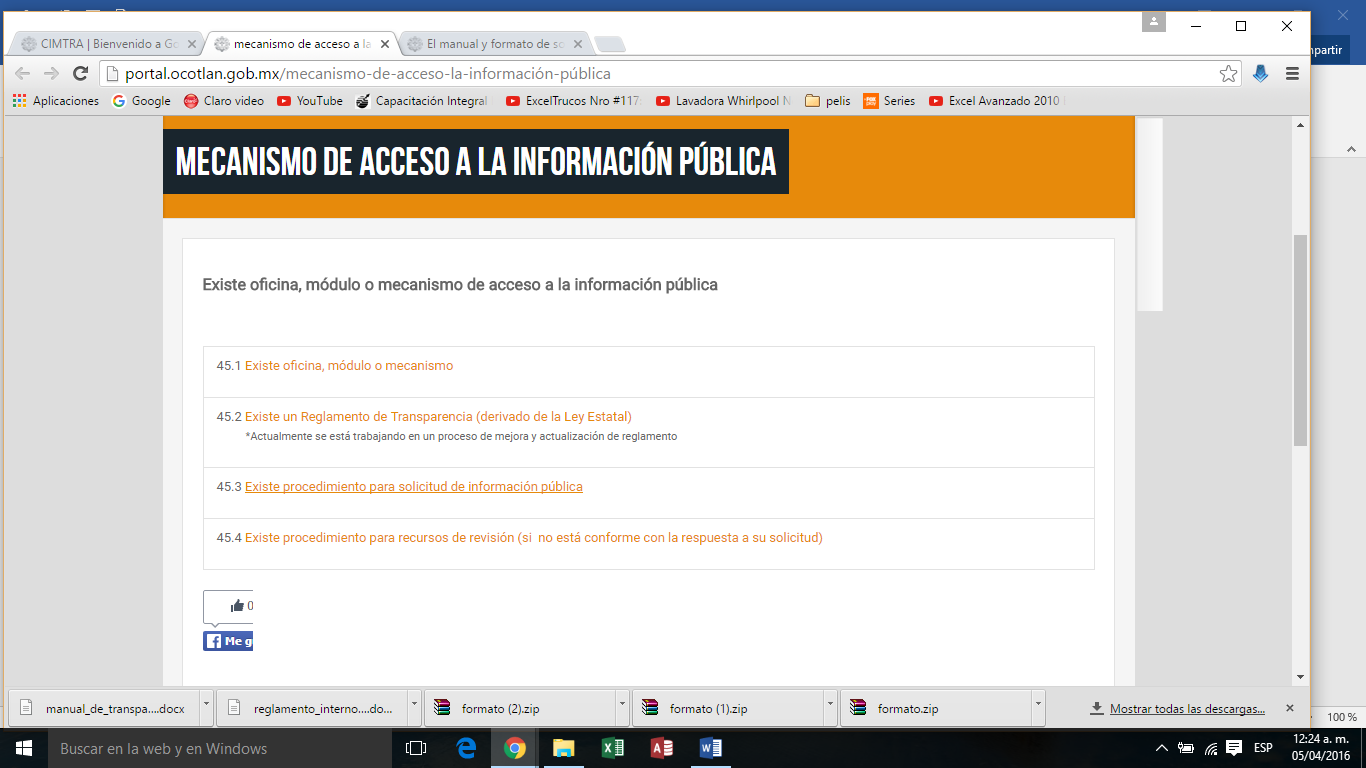 mpartir
CIMTRA | Bienvenido a Go
mecanismo de acceso a la
El manual y formato de so
portal.ocotlan.gob.mx/mecanismo-de-acceso-la-información-pública
Aplicaciones
Google
Claro video
YouTube
Capacitación Integral
ExcelTrucos Nro #117
Lavadora Whirlpool N
pelis
Series
Excel Avanzado 2010
MECANISMO DE ACCESO A LA INFORMACIÓN PÚBLICA
Existe oficina, módulo o mecanismo de acceso a la información pública
45.1 Existe oficina, módulo o mecanismo
45.2 Existe un Reglamento de Transparencia (derivado de la Ley Estatal)
*Actualmente se está trabajando en un proceso de mejora y actualización de reglamento
45.3 Existe procedimiento para solicitud de información pública
45.4 Existe procedimiento para recursos de revisión (si no está conforme con la respuesta a su solicitud)
0
Me g
manual_de_transpa....docx
reglamento_interno....do...
formato (2).zip
formato (1).zip
formato.zip
Mostrar todas las descargas...
100 %
Buscar en la web y en Windows
ESP
12:24 a. m.
05/04/2016